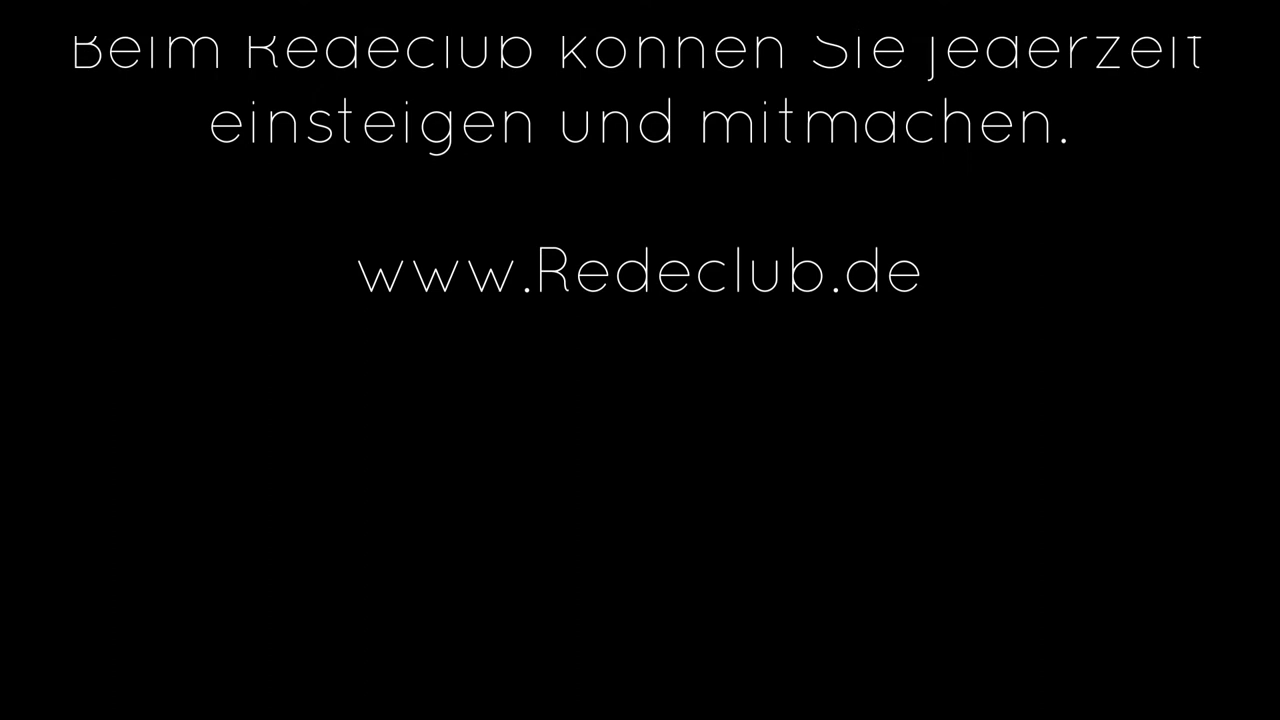 Beim Redeclub können Sie jederzeit
einsteigen und mitmachen.
www.Redeclub.de